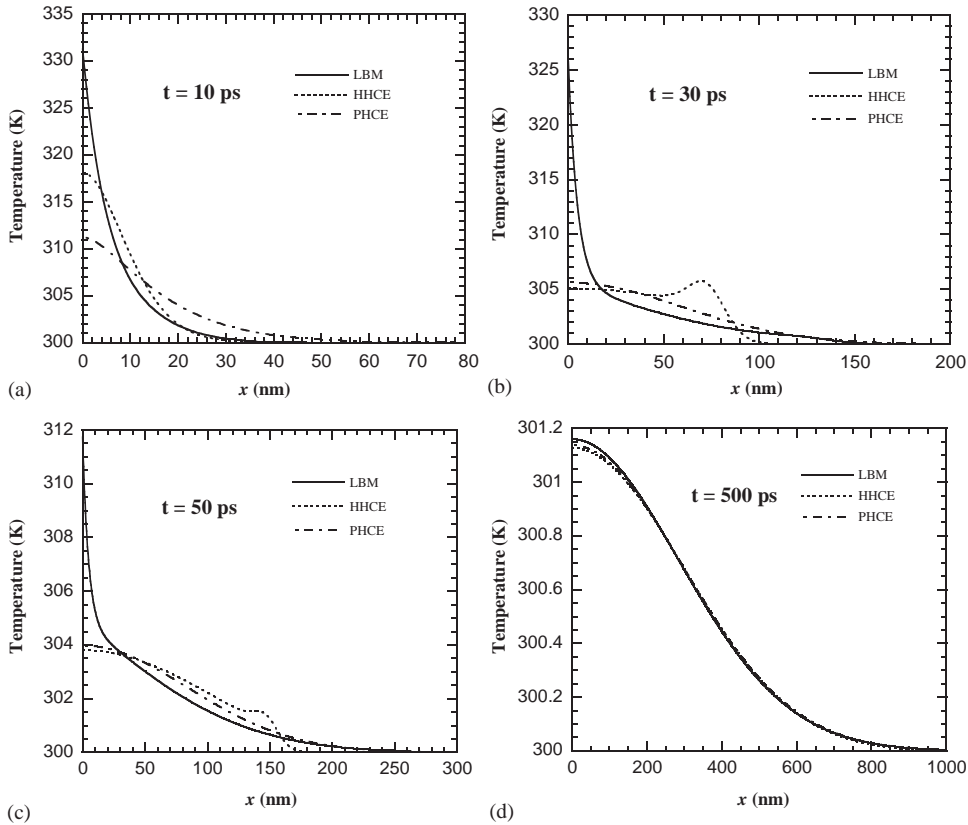 335
330
325
320
315
310
305
300
0 10 20 30 40 50 60 70 80
Temperature (K)
x (nm)
t = 10 ps
LBM
HHCE
PHCE
(a)
330
325
320
315
310
305
300
0 50 100 150 200
Temperature (K)
x (nm)
t = 30 ps
LBM
HHCE
PHCE
(b)
312
310
308
306
304
302
300
0 50 100 150 200 250 300
Temperature (K)
x (nm)
t = 50 ps
LBM
HHCE
PHCE
(c)
301.2
301
300.8
300.5
300.4
300.2
300
0 200 400 600 800 1000
Temperature (K)
x (nm)
t = 500 ps
LBM
HHCE
PHCE
(d)